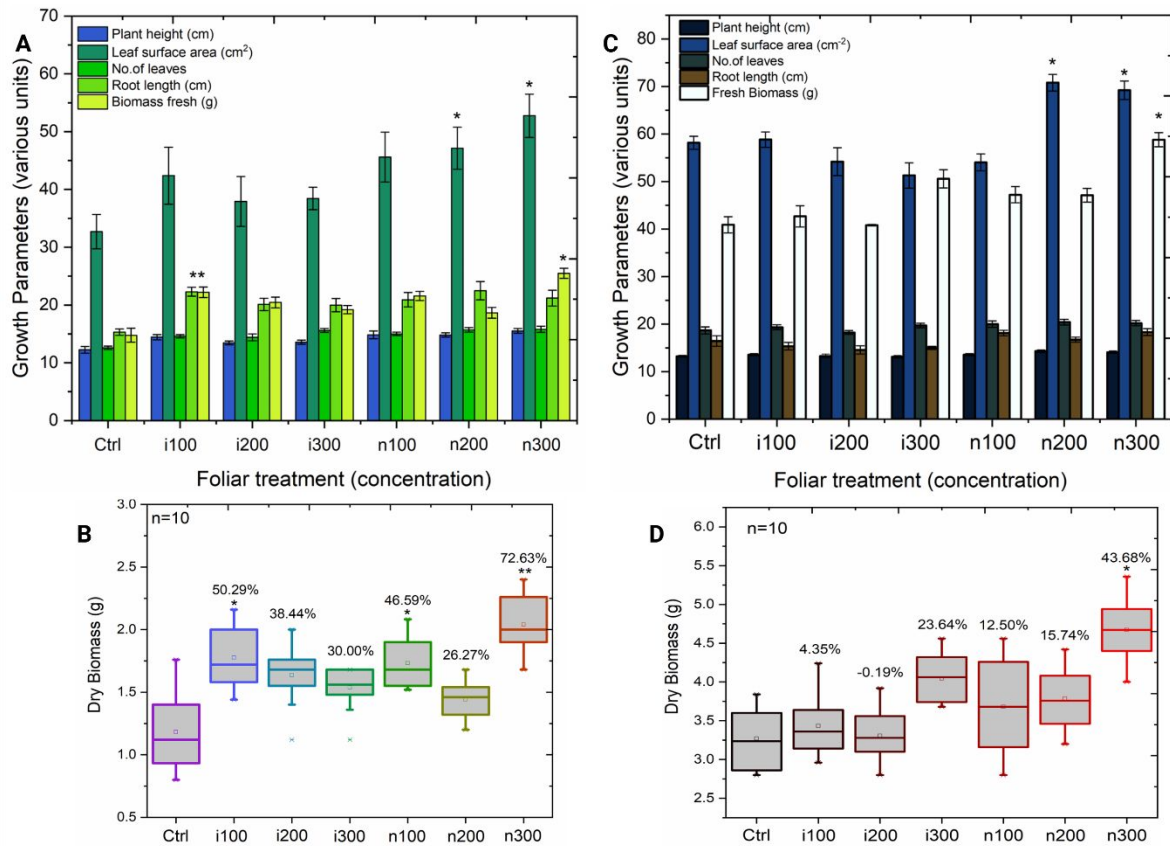 A
Plant height (cm)
Leaf surface area (cm²)
No.of leaves
Root length (cm)
Biomass fresh (g)
70
60
50
40
30
20
10
0
Growth Parameters (various units)
**
*
*
*
Ctrl i100 i200 i300 n100 n200 n300
Foliar treatment (concentration)
C
Plant height (cm)
Leaf surface area (cm⁻²)
No.of leaves
Root length (cm)
Fresh Biomass (g)
90
80
70
60
50
40
30
20
10
0
Growth Parameters (various units)
*
*
*
Ctrl i100 i200 i300 n100 n200 n300
Foliar treatment (concentration)
B
n=10
3.0
2.5
2.0
1.5
1.0
0.5
Dry Biomass (g)
50.29%
*
38.44%
30.00%
46.59%
*
26.27%
72.63%
**
Ctrl i100 i200 i300 n100 n200 n300
D
n=10
6.0
5.5
5.0
4.5
4.0
3.5
3.0
2.5
Dry Biomass (g)
4.35%
-0.19%
23.64%
12.50%
15.74%
43.68%
*
Ctrl i100 i200 i300 n100 n200 n300